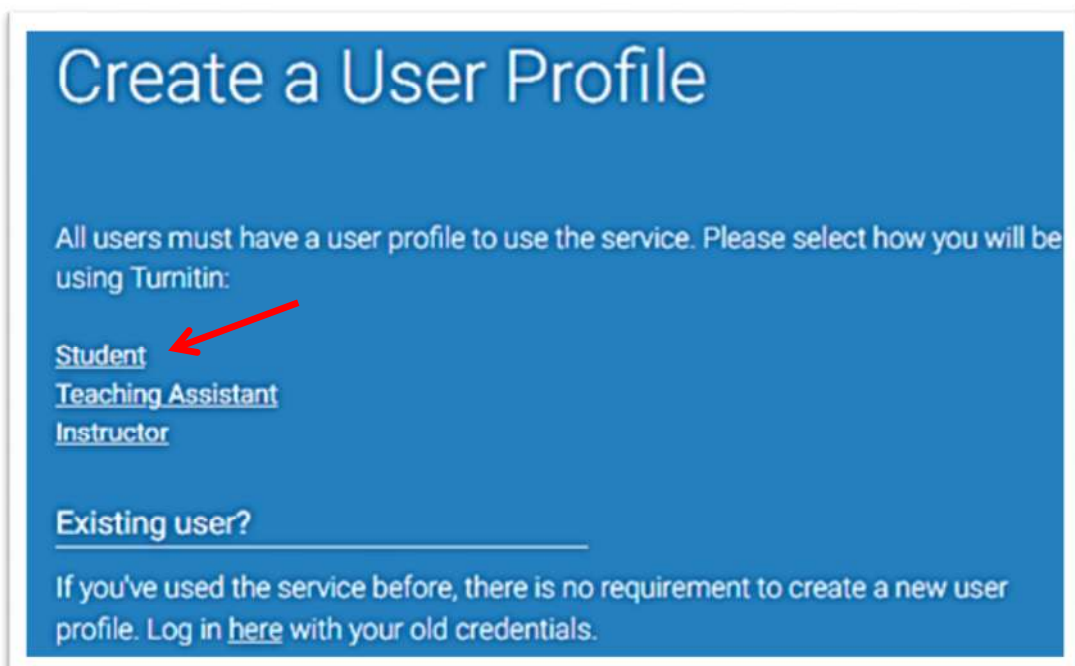 Create a User Profile
All users must have a user profile to use the service. Please select how you will be
using Turnitin:
Student
Teaching Assistant
Instructor
Existing user?
If you've used the service before, there is no requirement to create a new user
profile. Log in here with your old credentials.